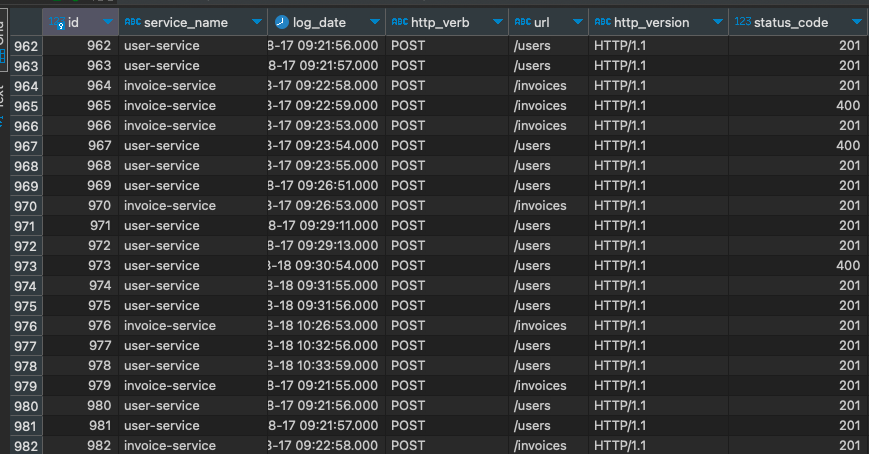 123 id ABC service_name log_date ABC http_verb ABC url ABC http_version 123 status_code
962 962 user-service 8-17 09:21:56.000 POST /users HTTP/1.1 201
963 963 user-service 8-17 09:21:57.000 POST /users HTTP/1.1 201
964 964 invoice-service 8-17 09:22:58.000 POST /invoices HTTP/1.1 201
965 965 invoice-service 8-17 09:22:59.000 POST /invoices HTTP/1.1 400
966 966 invoice-service 8-17 09:23:53.000 POST /invoices HTTP/1.1 201
967 967 user-service 8-17 09:23:54.000 POST /users HTTP/1.1 400
968 968 user-service 8-17 09:23:55.000 POST /users HTTP/1.1 201
969 969 user-service 8-17 09:26:51.000 POST /users HTTP/1.1 201
970 970 invoice-service 8-17 09:26:53.000 POST /invoices HTTP/1.1 201
971 971 user-service 8-17 09:29:11.000 POST /users HTTP/1.1 201
972 972 user-service 8-17 09:29:13.000 POST /users HTTP/1.1 201
973 973 user-service 8-18 09:30:54.000 POST /users HTTP/1.1 400
974 974 user-service 8-18 09:31:55.000 POST /users HTTP/1.1 201
975 975 user-service 8-18 09:31:56.000 POST /users HTTP/1.1 201
976 976 invoice-service 8-18 10:26:53.000 POST /invoices HTTP/1.1 201
977 977 user-service 8-18 10:32:56.000 POST /users HTTP/1.1 201
978 978 user-service 8-18 10:33:59.000 POST /users HTTP/1.1 201
979 979 invoice-service 8-17 09:21:55.000 POST /invoices HTTP/1.1 201
980 980 user-service 8-17 09:21:56.000 POST /users HTTP/1.1 201
981 981 user-service 8-17 09:21:57.000 POST /users HTTP/1.1 201
982 982 invoice-service 8-17 09:22:58.000 POST /invoices HTTP/1.1 201